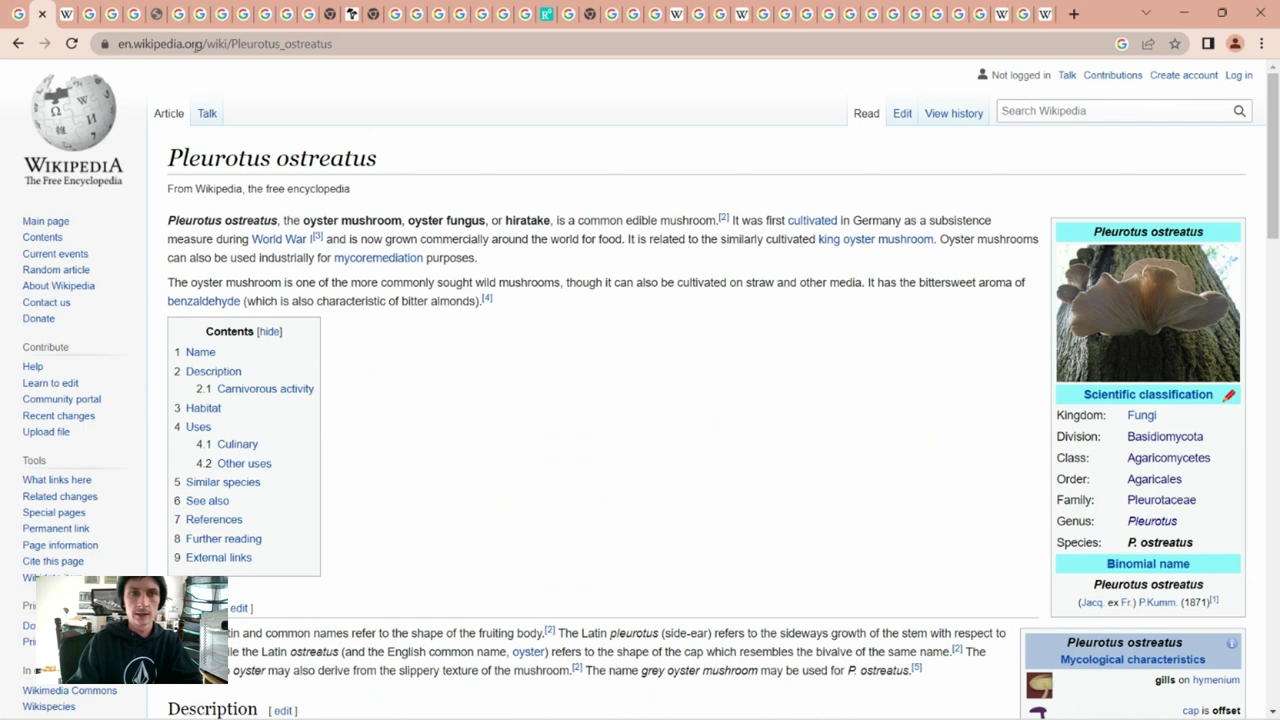 en.wikipedia.org/wiki/Pleurotus_ostreatus
Not logged in Talk Contributions Create account Log in
Article Talk Read Edit View history Search Wikipedia
WIKIPEDIA
The Free Encyclopedia
Main page
Contents
Current events
Random article
About Wikipedia
Contact us
Donate
Contribute
Help
Learn to edit
Community portal
Recent changes
Upload file
Tools
What links here
Related changes
Special pages
Permanent link
Page information
Cite this page
Wikimedia Commons
Wikispecies
Pleurotus ostreatus
From Wikipedia, the free encyclopedia
Pleurotus ostreatus, the oyster mushroom, oyster fungus, or hiratake, is a common edible mushroom.[2] It was first cultivated in Germany as a subsistence
measure during World War I[3] and is now grown commercially around the world for food. It is related to the similarly cultivated king oyster mushroom. Oyster mushrooms
can also be used industrially for mycoremediation purposes.
The oyster mushroom is one of the more commonly sought wild mushrooms, though it can also be cultivated on straw and other media. It has the bittersweet aroma of
benzaldehyde (which is also characteristic of bitter almonds).[4]
Contents [hide]
1 Name
2 Description
2.1 Carnivorous activity
3 Habitat
4 Uses
4.1 Culinary
4.2 Other uses
5 Similar species
6 See also
7 References
8 Further reading
9 External links
edit ]
tin and common names refer to the shape of the fruiting body.[2] The Latin pleurotus (side-ear) refers to the sideways growth of the stem with respect to
le the Latin ostreatus (and the English common name, oyster) refers to the shape of the cap which resembles the bivalve of the same name.[2] The
oyster may also derive from the slippery texture of the mushroom.[2] The name grey oyster mushroom may be used for P. ostreatus.[5]
Description [ edit ]
Pleurotus ostreatus
Scientific classification
Kingdom: Fungi
Division: Basidiomycota
Class: Agaricomycetes
Order: Agaricales
Family: Pleurotaceae
Genus: Pleurotus
Species: P. ostreatus
Binomial name
Pleurotus ostreatus
(Jacq. ex Fr.) P.Kumm. (1871)[1]
Pleurotus ostreatus
Mycological characteristics
gills on hymenium
cap is offset